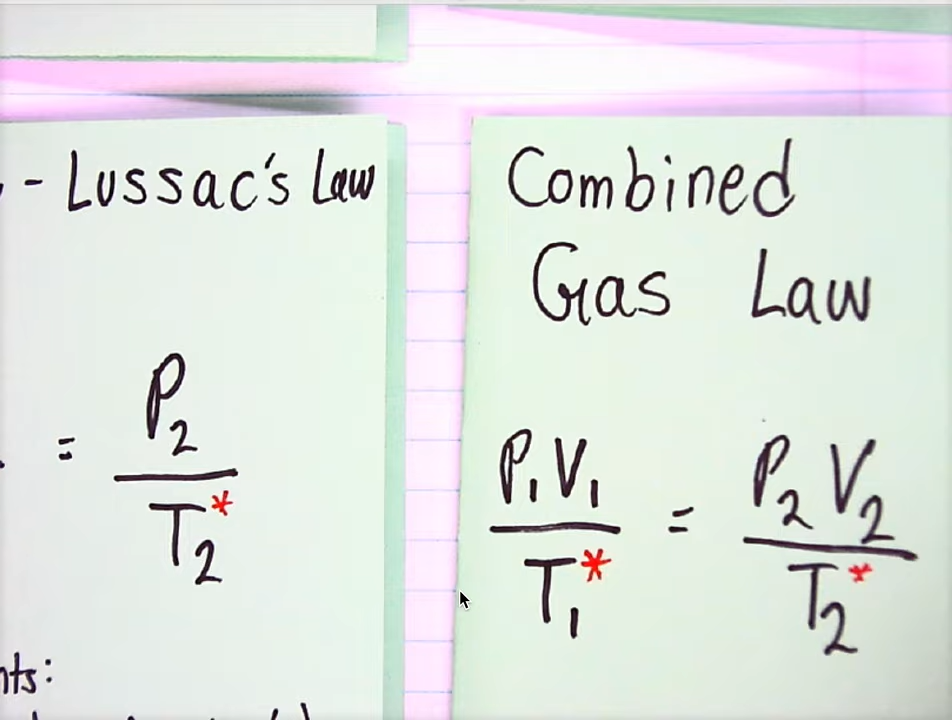 - Lussac's Law
= P₂
T₂*
nts:
Combined
Gas Law
P₁V₁ = P₂V₂
T₁* T₂*